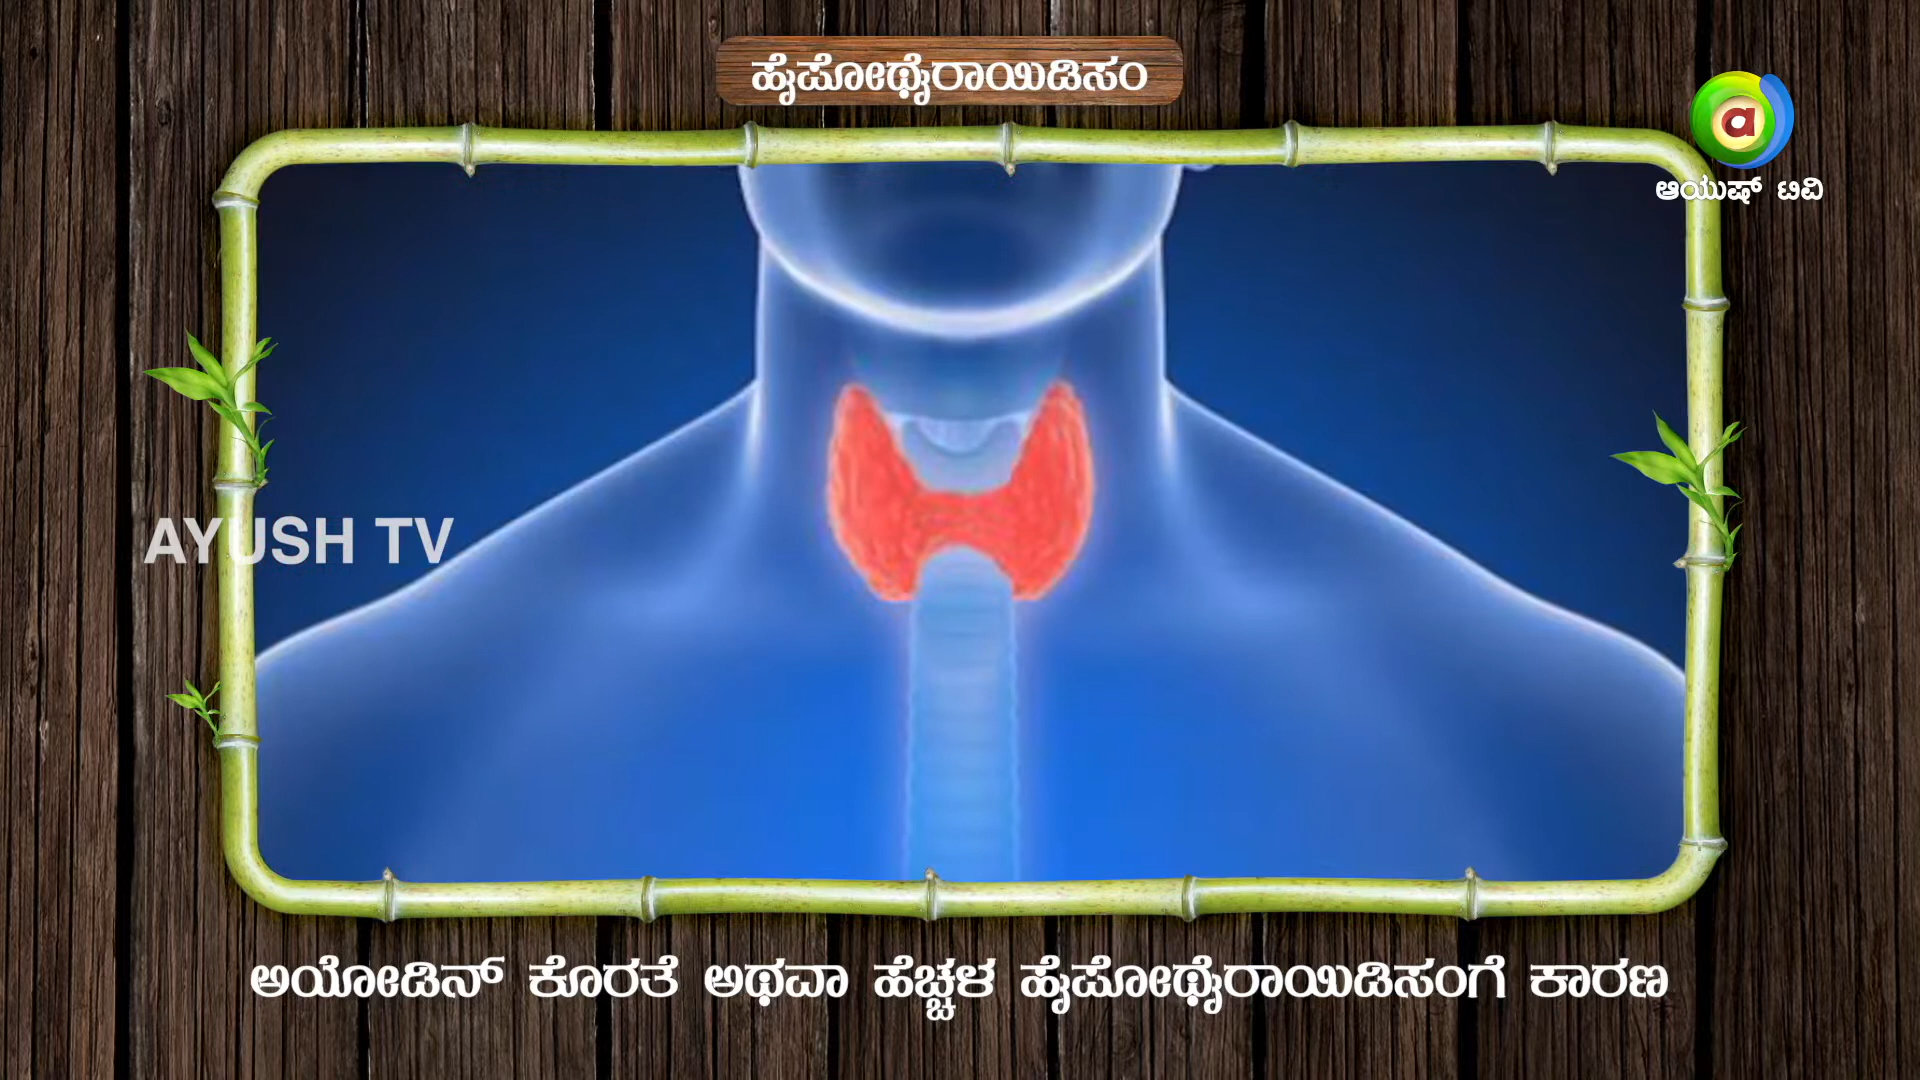 ಹೈಪೋಥೈರಾಯಿಡಿಸಂ
a
ಆಯುಷ್ ಟಿವಿ
AYUSH TV
ಅಯೋಡಿನ್ ಕೊರತೆ ಅಥವಾ ಹೆಚ್ಚಳ ಹೈಪೋಥೈರಾಯಿಡಿಸಂಗೆ ಕಾರಣ